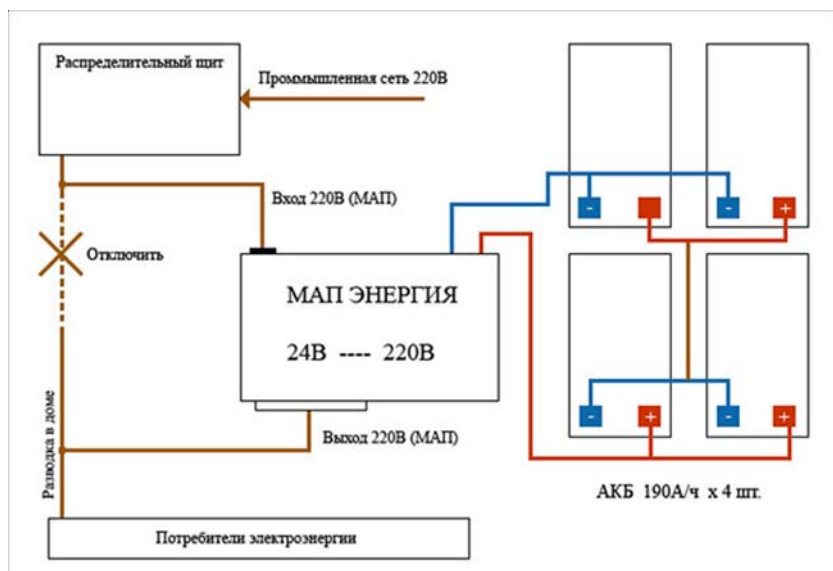 Распределительный щит
Проммышленная сеть 220В
Вход 220В (МАП)
Отключить
МАП ЭНЕРГИЯ
24В ---- 220В
Выход 220В (МАП)
Разводка в доме
Потребители электроэнергии
- - +
- + - +
АКБ 190А/ч х 4 шт.